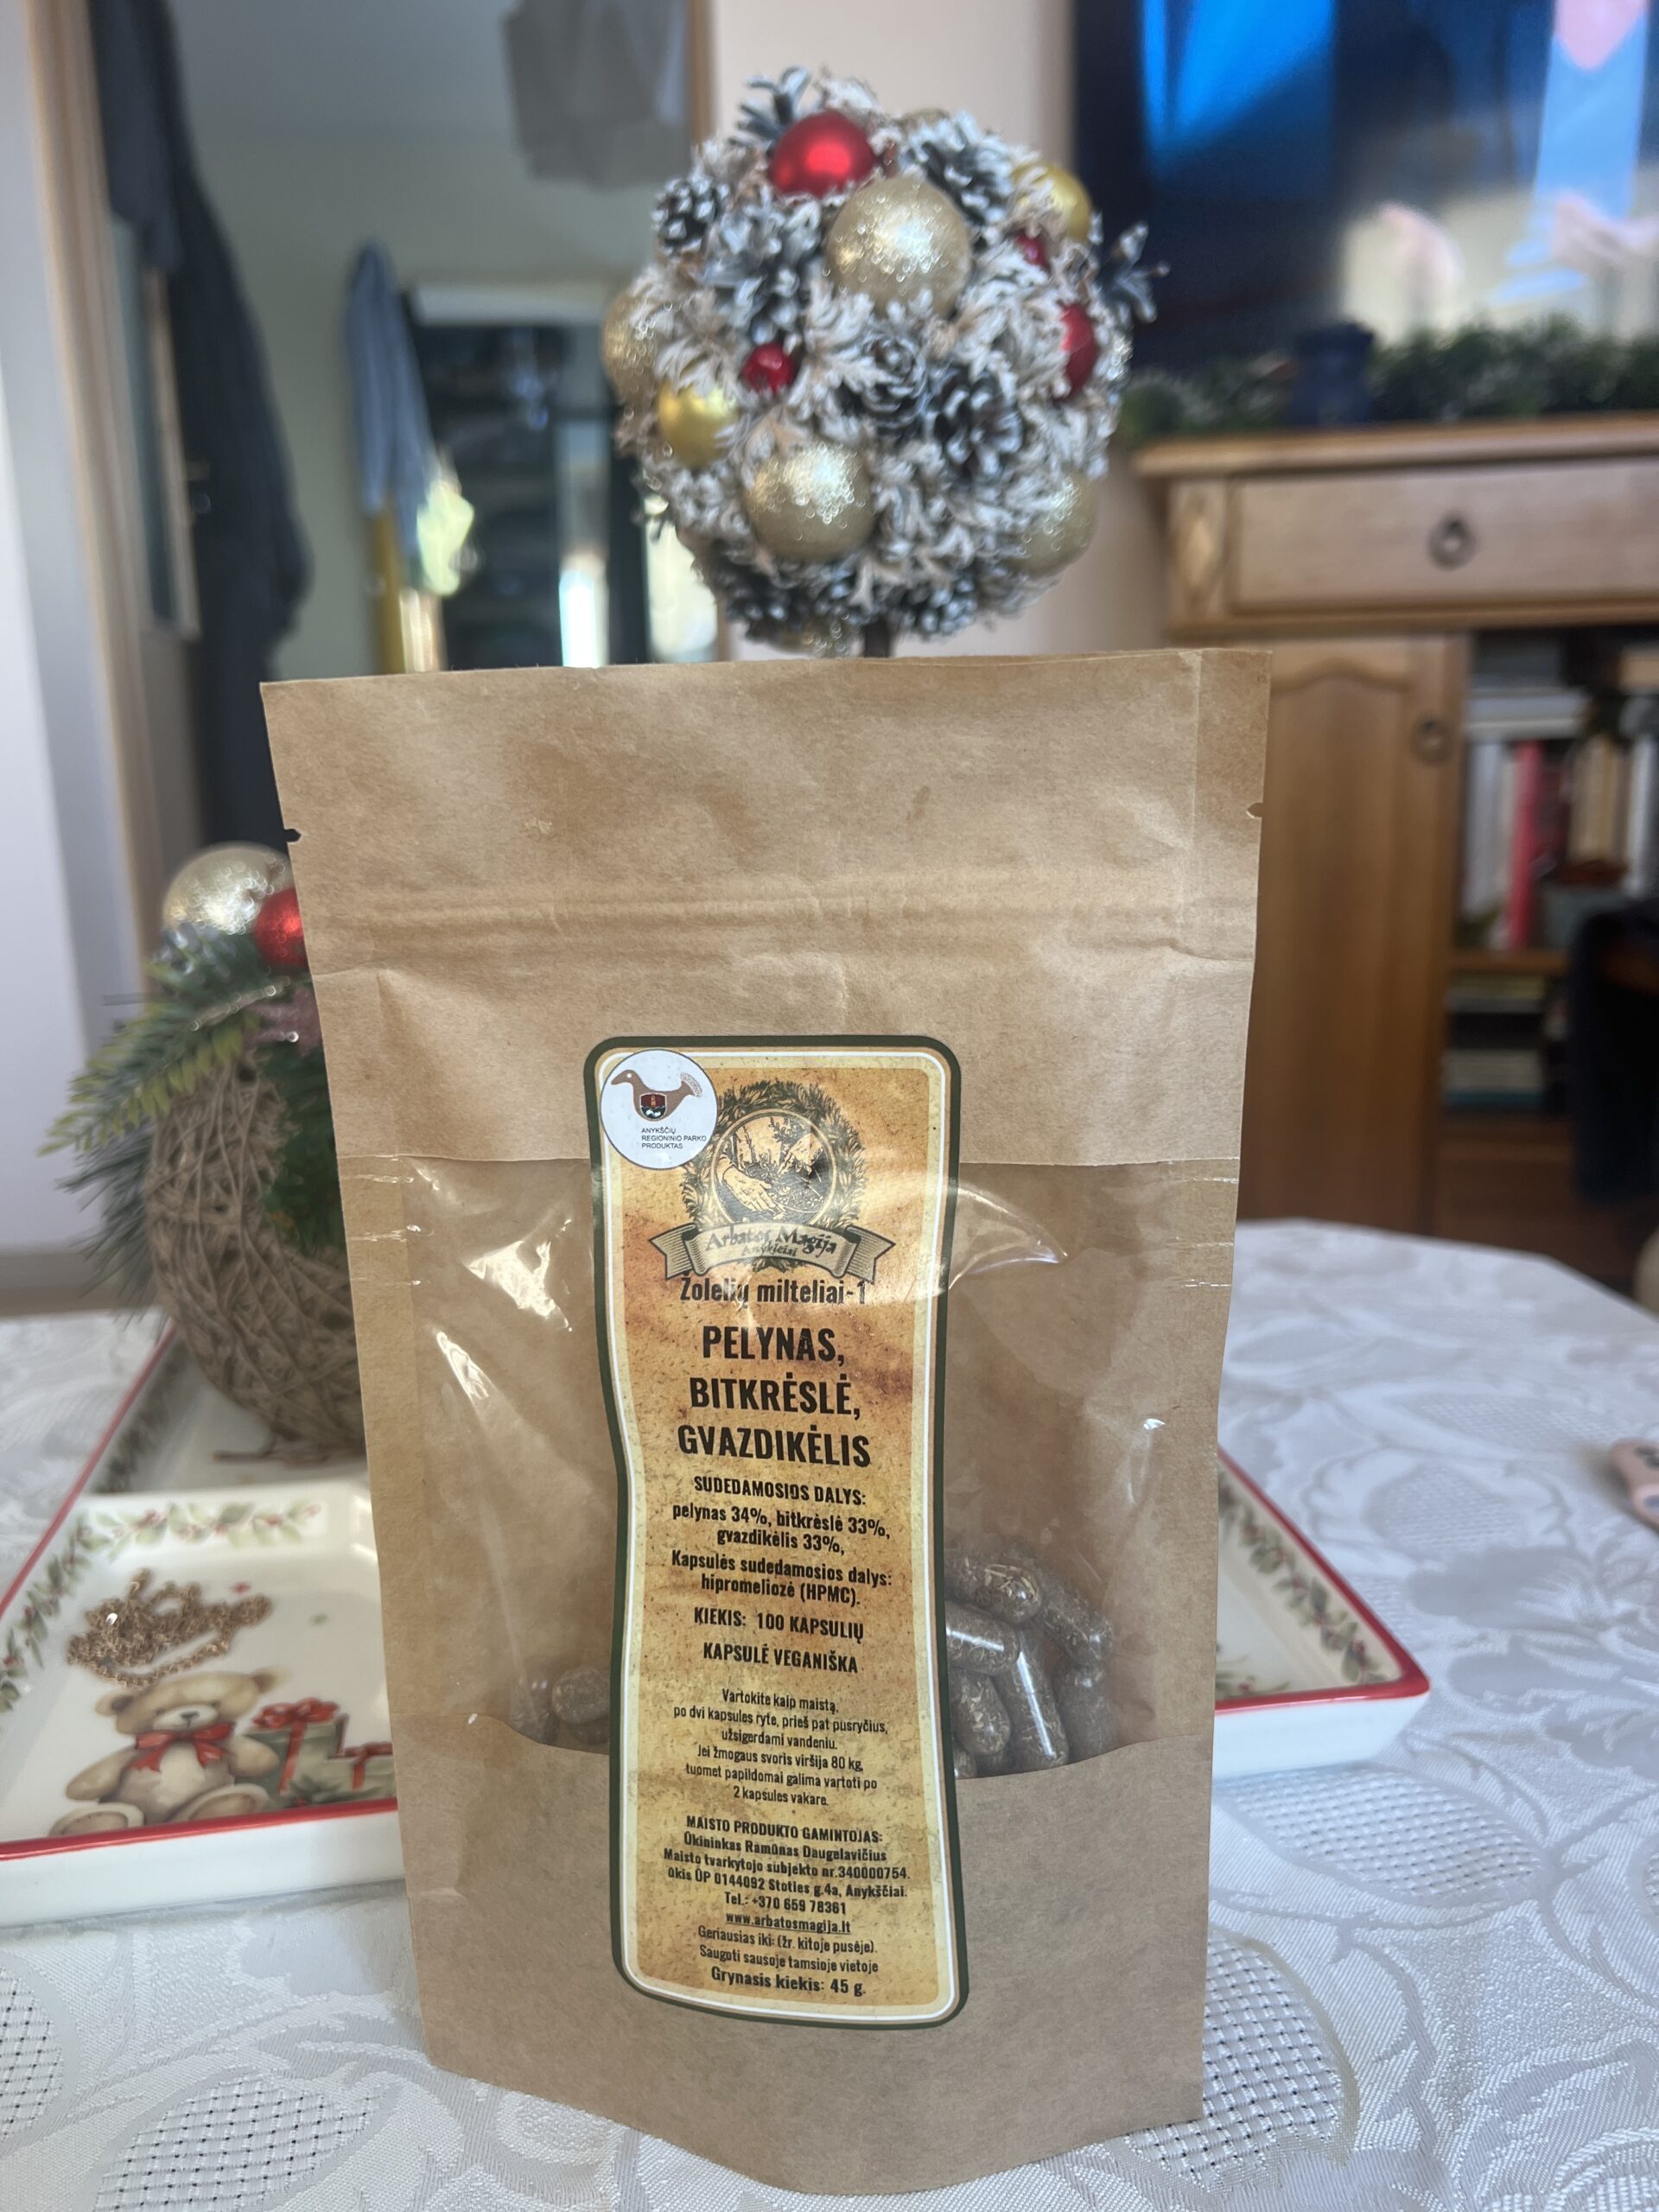 ANYKŠČIŲ
REGIONINIO PARKO
PRODUKTAS
Arbatos Magija
Anykščiai
Žolelių milteliai-1
PELYNAS,
BITKRĖSLĖ,
GVAZDIKĖLIS
SUDEDAMOSIOS DALYS:
pelynas 34%, bitkrėslė 33%,
gvazdikėlis 33%,
Kapsulės sudedamosios dalys:
hipromeliozė (HPMC).
KIEKIS: 100 KAPSULIŲ
KAPSULĖ VEGANIŠKA
Vartokite kaip maistą,
po dvi kapsules ryte, prieš pat pusryčius,
užsigerdami vandeniu.
Jei žmogaus svoris viršija 80 kg,
tuomet papildomai galima vartoti po
2 kapsules vakare.
MAISTO PRODUKTO GAMINTOJAS:
Ūkininkas Ramūnas Daugelavičius
Maisto tvarkytojo subjekto nr.340000754.
ūkis ŪP 0144092 Stoties g.4a, Anykščiai.
Tel.: +370 659 78361
www.arbatosmagija.lt
Geriausias iki: (žr. kitoje pusėje).
Saugoti sausoje tamsioje vietoje
Grynasis kiekis: 45 g.